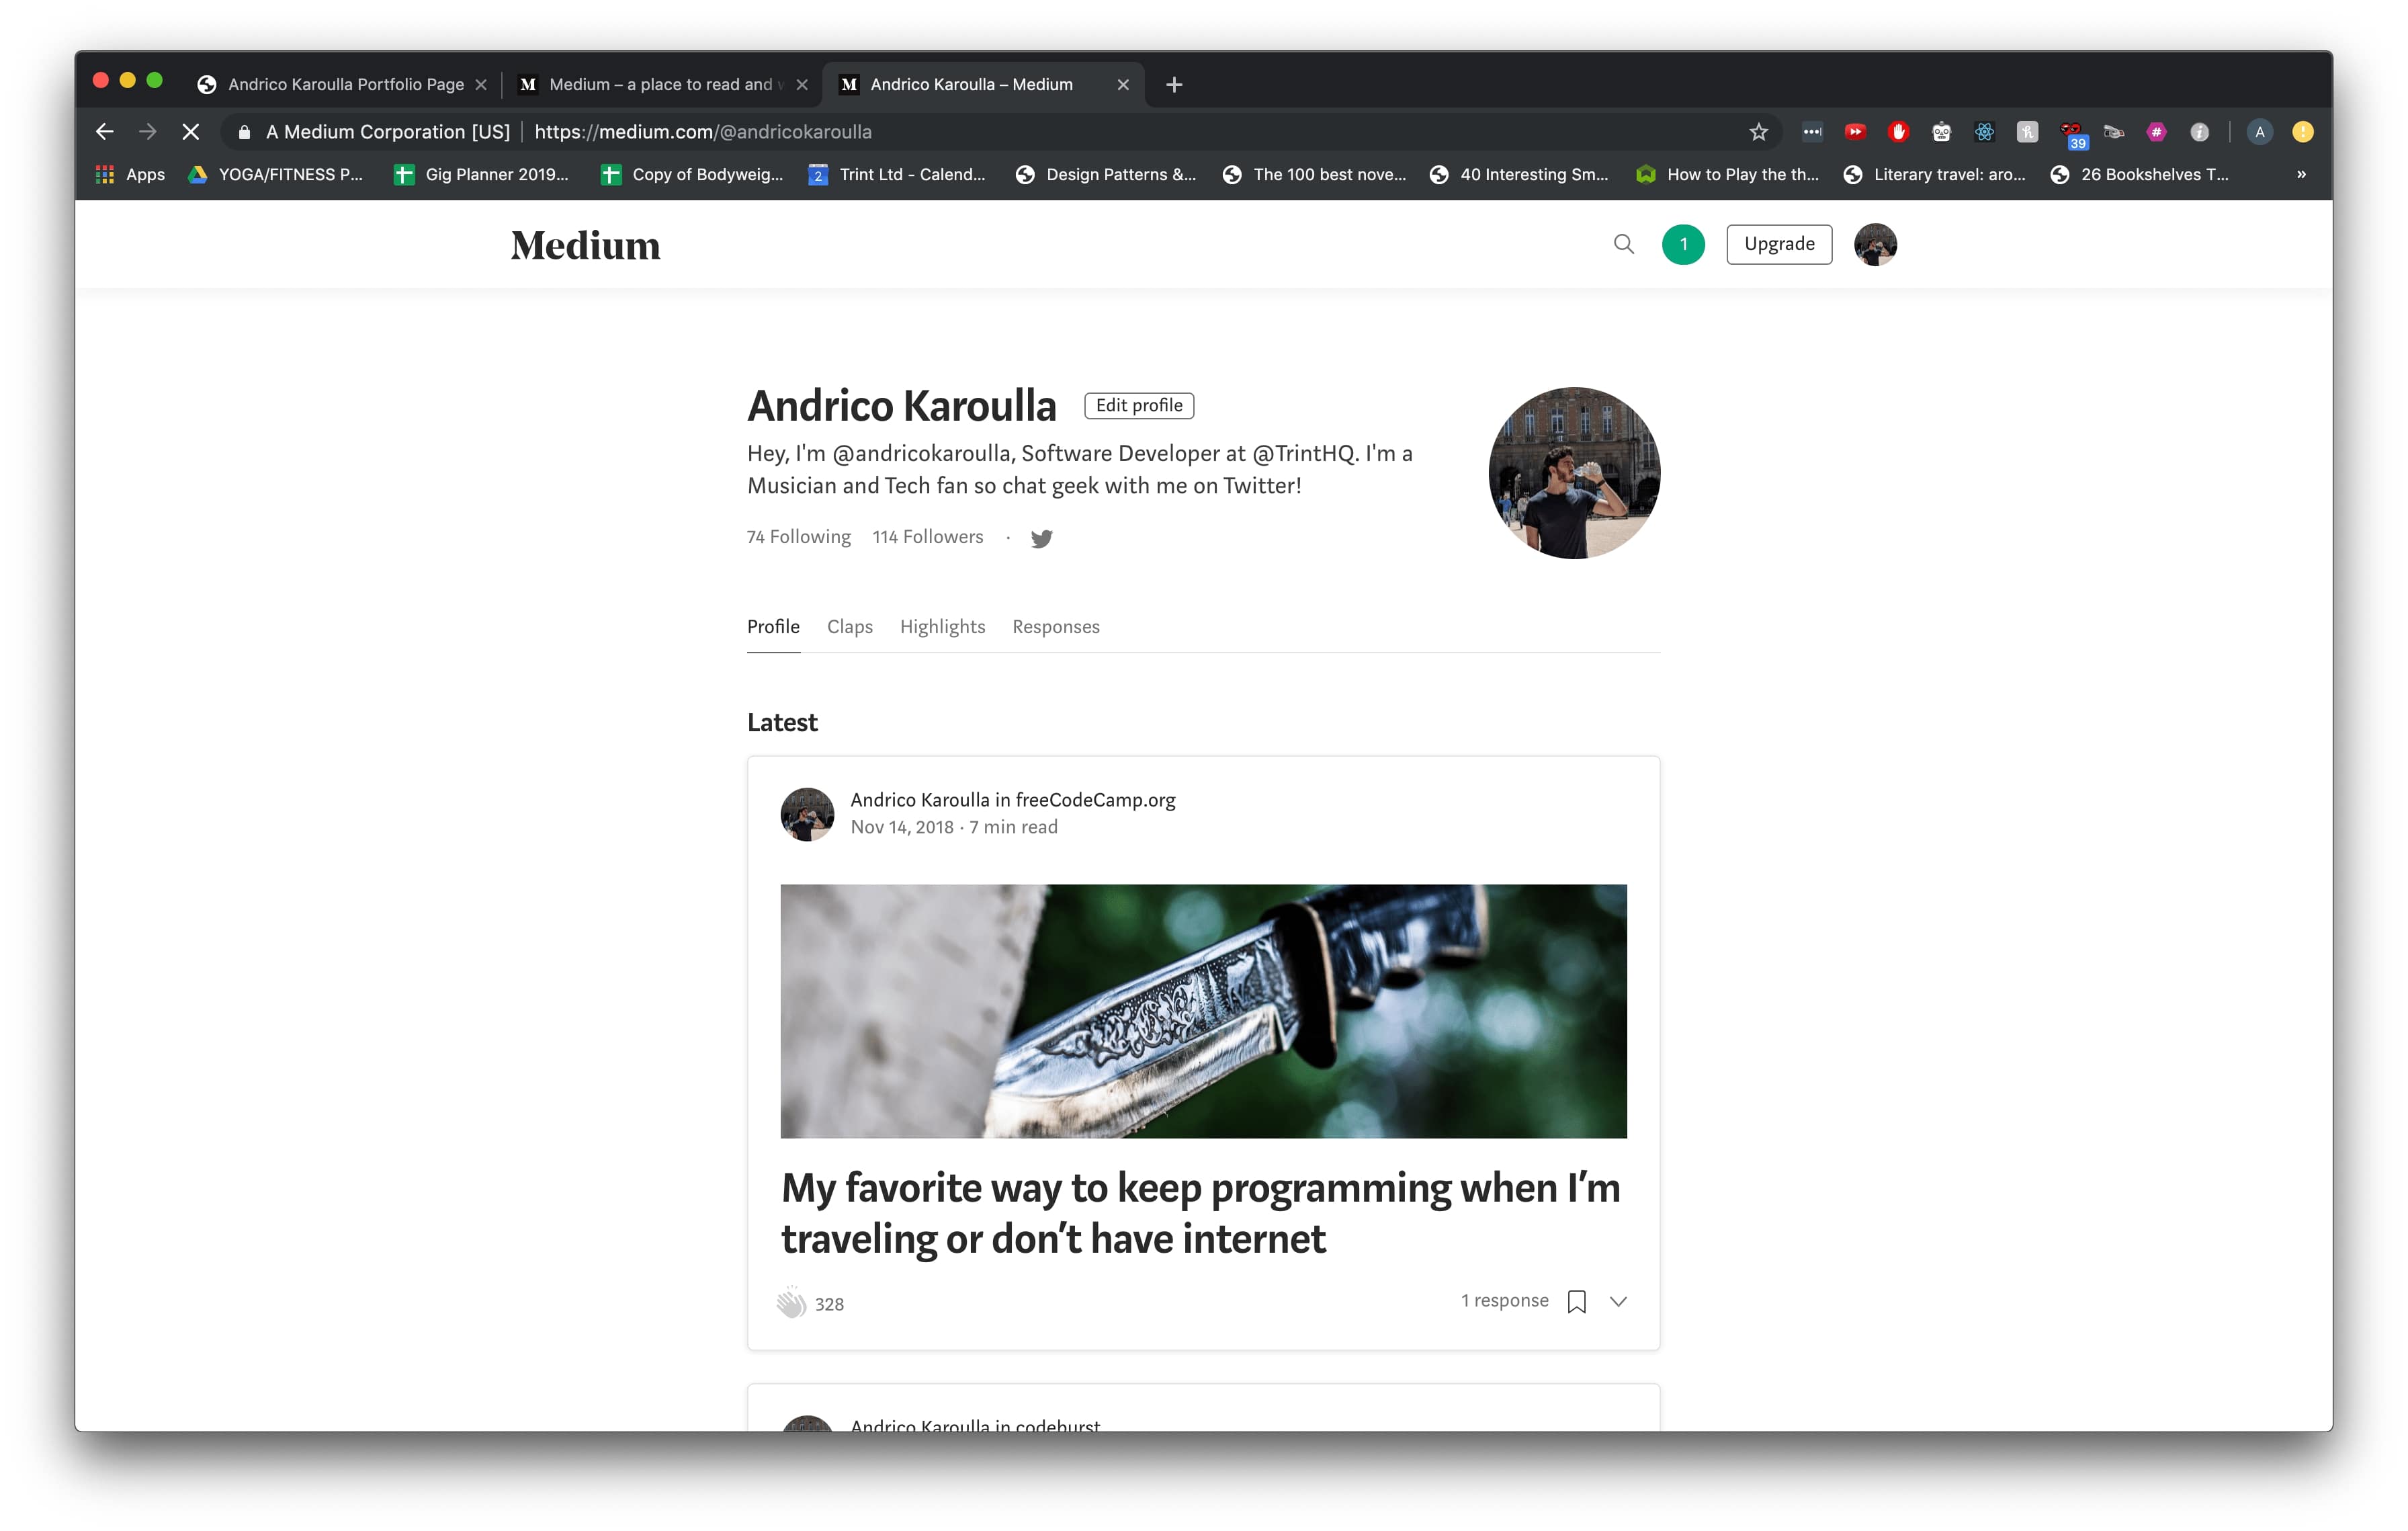 Andrico Karoulla Portfolio Page
Medium – a place to read and w
Andrico Karoulla – Medium
A Medium Corporation [US]
https://medium.com/@andricokaroulla
39
A
Apps
YOGA/FITNESS P...
Gig Planner 2019...
Copy of Bodyweig...
2
Trint Ltd - Calend...
Design Patterns &...
The 100 best nove...
40 Interesting Sm...
How to Play the th...
Literary travel: aro...
26 Bookshelves T...
»
Medium
1
Upgrade
Andrico Karoulla
Edit profile
Hey, I'm @andricokaroulla, Software Developer at @TrintHQ. I'm a
Musician and Tech fan so chat geek with me on Twitter!
74 Following 114 Followers ·
Profile Claps Highlights Responses
Latest
Andrico Karoulla in freeCodeCamp.org
Nov 14, 2018 · 7 min read
My favorite way to keep programming when I’m
traveling or don’t have internet
328
1 response
Andrico Karoulla in codeburst